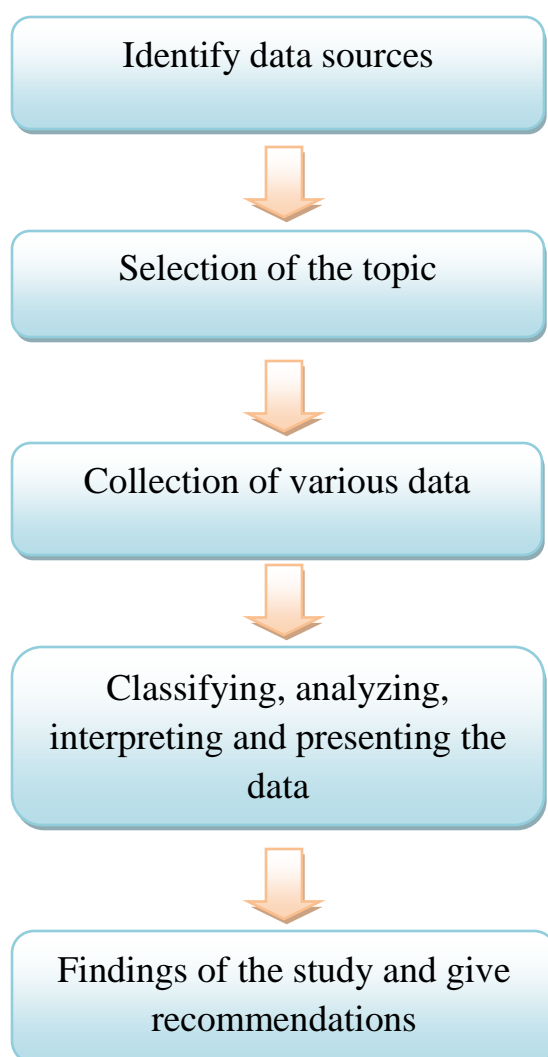 Identify data sources
Selection of the topic
Collection of various data
Classifying, analyzing,
interpreting and presenting the
data
Findings of the study and give
recommendations